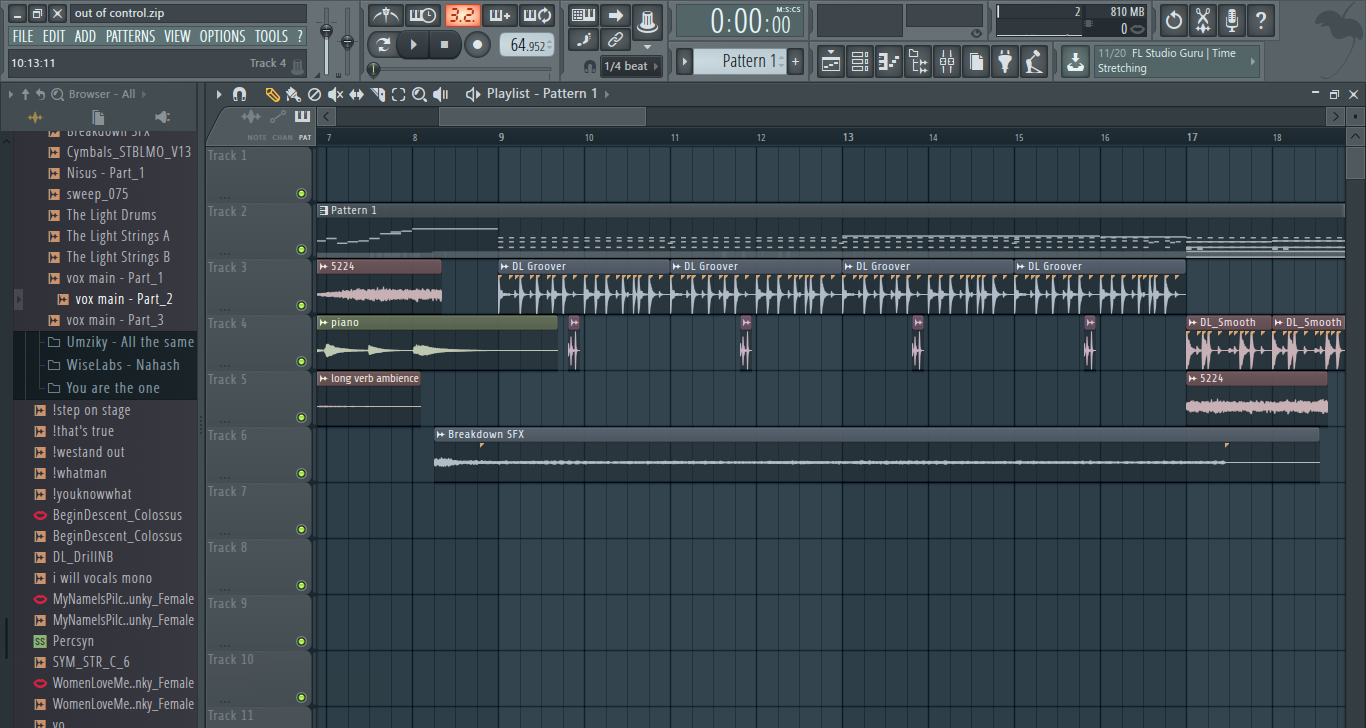 out of control.zip
FILE EDIT ADD PATTERNS VIEW OPTIONS TOOLS ?
10:13:11
Track 4
3.2
64.952
1/4 beat
0:00:00
M:S:CS
Pattern 1
+
2
810 MB
0
?
11/20 FL Studio Guru | Time
Stretching
Browser - All
Breakdown SFX
Cymbals_STBLMO_V13
Nisus - Part_1
sweep_075
The Light Drums
The Light Strings A
The Light Strings B
vox main - Part_1
vox main - Part_2
vox main - Part_3
Umziky - All the same
WiseLabs - Nahash
You are the one
!step on stage
!that's true
!westand out
!whatman
!youknowwhat
BeginDescent_Colossus
BeginDescent_Colossus
DL_DrillNB
i will vocals mono
MyNameIsPilc..unky_Female
MyNameIsPilc..unky_Female
Percsyn
SYM_STR_C_6
WomenLoveMe..nky_Female
WomenLoveMe..nky_Female
vo
Playlist - Pattern 1
NOTE CHAN PAT
7 8 9 10 11 12 13 14 15 16 17 18
Track 1
Track 2
Pattern 1
Track 3
5224
DL Groover
DL Groover
DL Groover
DL Groover
Track 4
piano
DL_Smooth
DL_Smooth
Track 5
long verb ambience
5224
Track 6
Breakdown SFX
Track 7
Track 8
Track 9
Track 10
Track 11